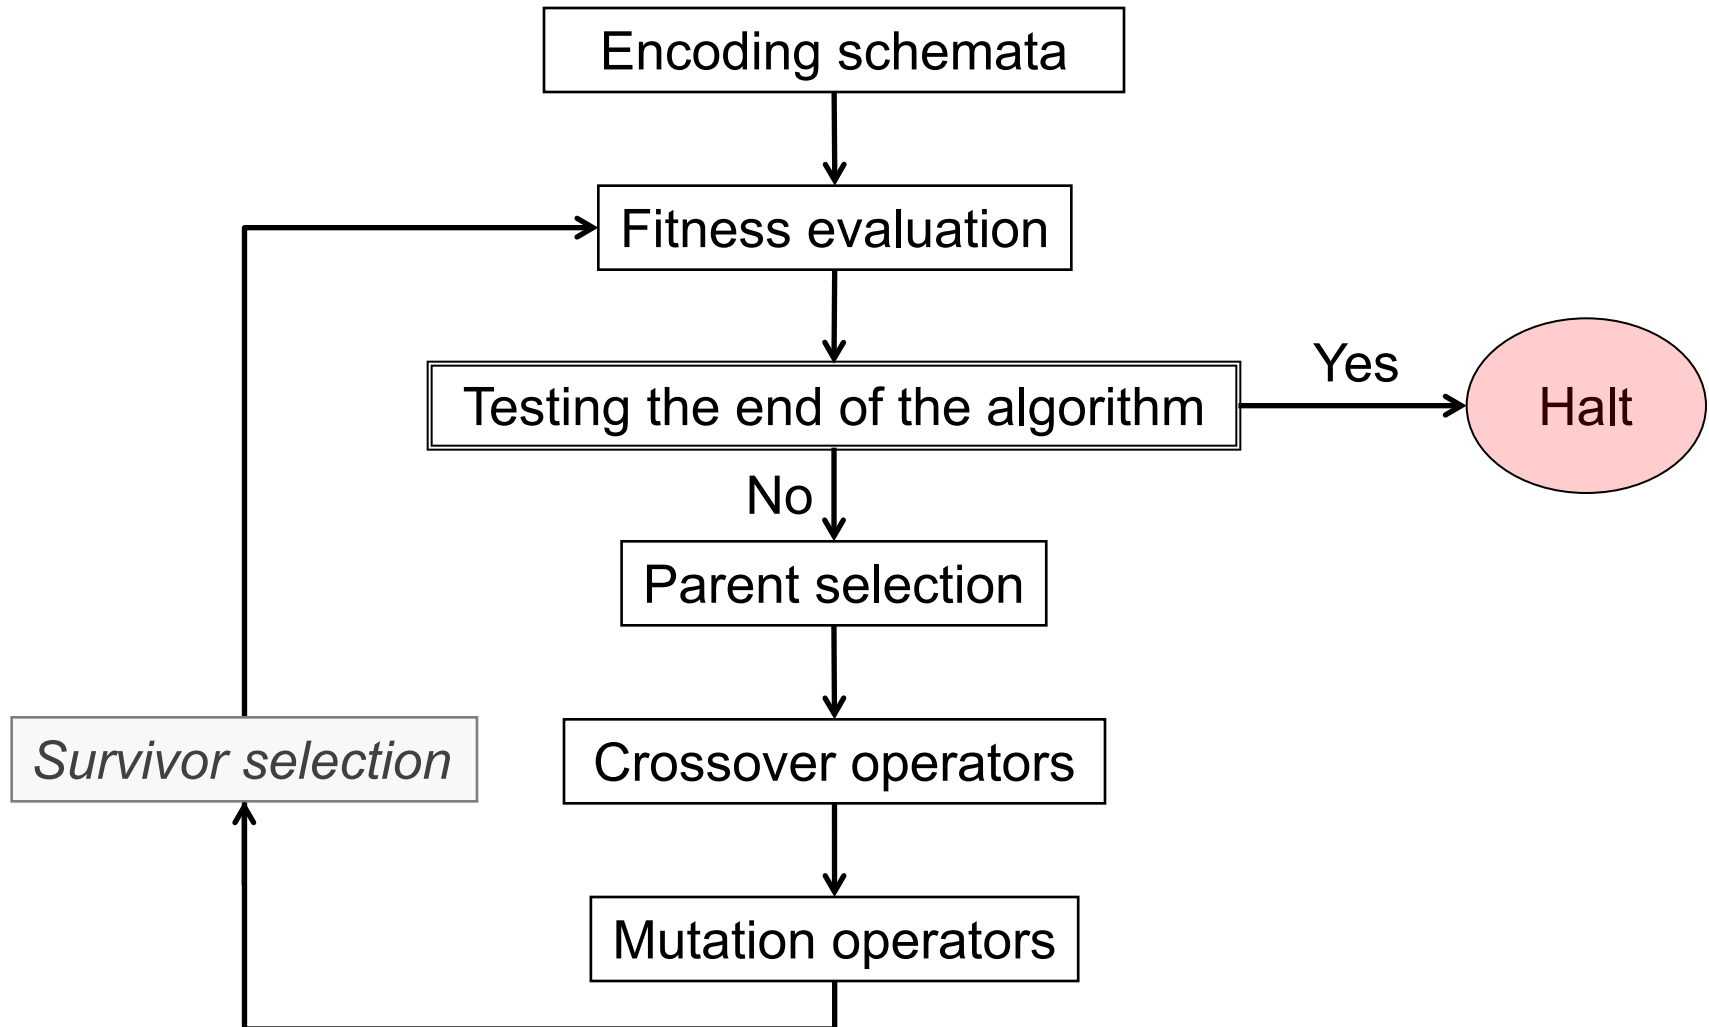 Encoding schemata
Fitness evaluation
Testing the end of the algorithm
Yes
Halt
No
Parent selection
Survivor selection
Crossover operators
Mutation operators